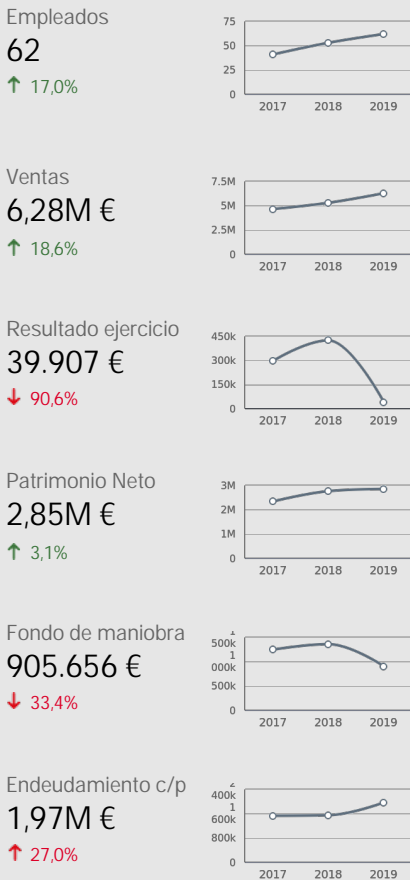 Empleados
62
↑ 17,0%
75
50
25
0
2017 2018 2019
Ventas
6,28M €
↑ 18,6%
7.5M
5M
2.5M
0
2017 2018 2019
Resultado ejercicio
39.907 €
↓ 90,6%
450k
300k
150k
0
2017 2018 2019
Patrimonio Neto
2,85M €
↑ 3,1%
3M
2M
1M
0
2017 2018 2019
Fondo de maniobra
905.656 €
↓ 33,4%
500k
1
000k
500k
0
2017 2018 2019
Endeudamiento c/p
1,97M €
↑ 27,0%
400k
1
600k
800k
0
2017 2018 2019